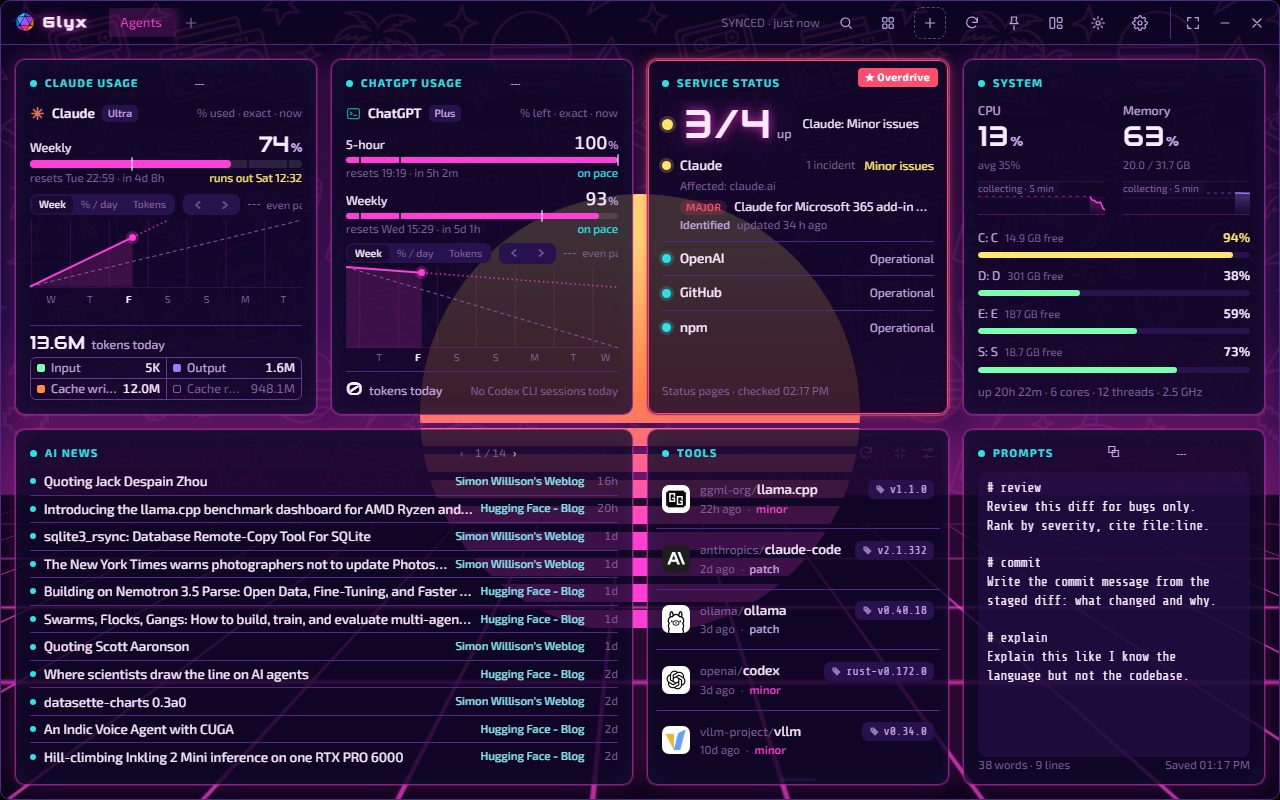 Glyx
Agents
SYNCED · just now
CLAUDE USAGE
Claude Ultra % used · exact · now
Weekly 74%
resets Tue 22:59 · in 4d 8h runs out Sat 12:32
Week % / day Tokens --- even pa
W T F S S M T
13.6M tokens today
Input 5K Output 1.6M
Cache wri... 12.0M Cache r... 948.1M
CHATGPT USAGE
ChatGPT Plus % left · exact · now
5-hour 100%
resets 19:19 · in 5h 2m on pace
Weekly 93%
resets Wed 15:29 · in 5d 1h on pace
Week % / day Tokens --- even pa
T F S S M T W
0 tokens today No Codex CLI sessions today
SERVICE STATUS ★ Overdrive
3/4 up Claude: Minor issues
Claude 1 incident Minor issues
Affected: claude.ai
MAJOR Claude for Microsoft 365 add-in ...
Identified updated 34 h ago
OpenAI Operational
GitHub Operational
npm Operational
Status pages · checked 02:17 PM
SYSTEM
CPU Memory
13% 63%
avg 35% 20.0 / 31.7 GB
collecting · 5 min collecting · 5 min
C: C 14.9 GB free 94%
D: D 301 GB free 38%
E: E 187 GB free 59%
S: S 18.7 GB free 73%
up 20h 22m · 6 cores · 12 threads · 2.5 GHz
AI NEWS ‹ 1 / 14 ›
Quoting Jack Despain Zhou Simon Willison's Weblog 16h
Introducing the llama.cpp benchmark dashboard for AMD Ryzen and... Hugging Face - Blog 20h
sqlite3_rsync: Database Remote-Copy Tool For SQLite Simon Willison's Weblog 1d
The New York Times warns photographers not to update Photos... Simon Willison's Weblog 1d
Building on Nemotron 3.5 Parse: Open Data, Fine-Tuning, and Faster ... Hugging Face - Blog 1d
Swarms, Flocks, Gangs: How to build, train, and evaluate multi-agen... Hugging Face - Blog 1d
Quoting Scott Aaronson Simon Willison's Weblog 1d
Where scientists draw the line on AI agents Hugging Face - Blog 2d
datasette-charts 0.3a0 Simon Willison's Weblog 2d
An Indic Voice Agent with CUGA Hugging Face - Blog 2d
Hill-climbing Inkling 2 Mini inference on one RTX PRO 6000 Hugging Face - Blog 2d
TOOLS
ggml-org/llama.cpp v1.1.0
22h ago · minor
anthropics/claude-code v2.1.332
2d ago · patch
ollama/ollama v0.40.18
3d ago · patch
openai/codex rust-v0.172.0
3d ago · minor
vllm-project/vllm v0.34.0
10d ago · minor
PROMPTS
# review
Review this diff for bugs only.
Rank by severity, cite file:line.
# commit
Write the commit message from the
staged diff: what changed and why.
# explain
Explain this like I know the
language but not the codebase.
38 words · 9 lines Saved 01:17 PM